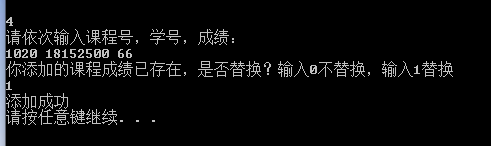 4
请依次输入课程号，学号，成绩：
1020 18152500 66
你添加的课程成绩已存在，是否替换？输入0不替换，输入1替换
1
添加成功
请按任意键继续. . .